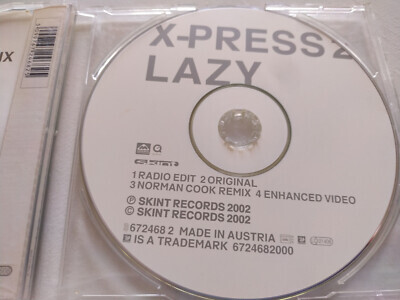 X-PRESS 2
LAZY
1 RADIO EDIT 2 ORIGINAL
3 NORMAN COOK REMIX 4 ENHANCED VIDEO
Ⓟ SKINT RECORDS 2002
© SKINT RECORDS 2002
672468 2 MADE IN AUSTRIA
IS A TRADEMARK 6724682000
IX